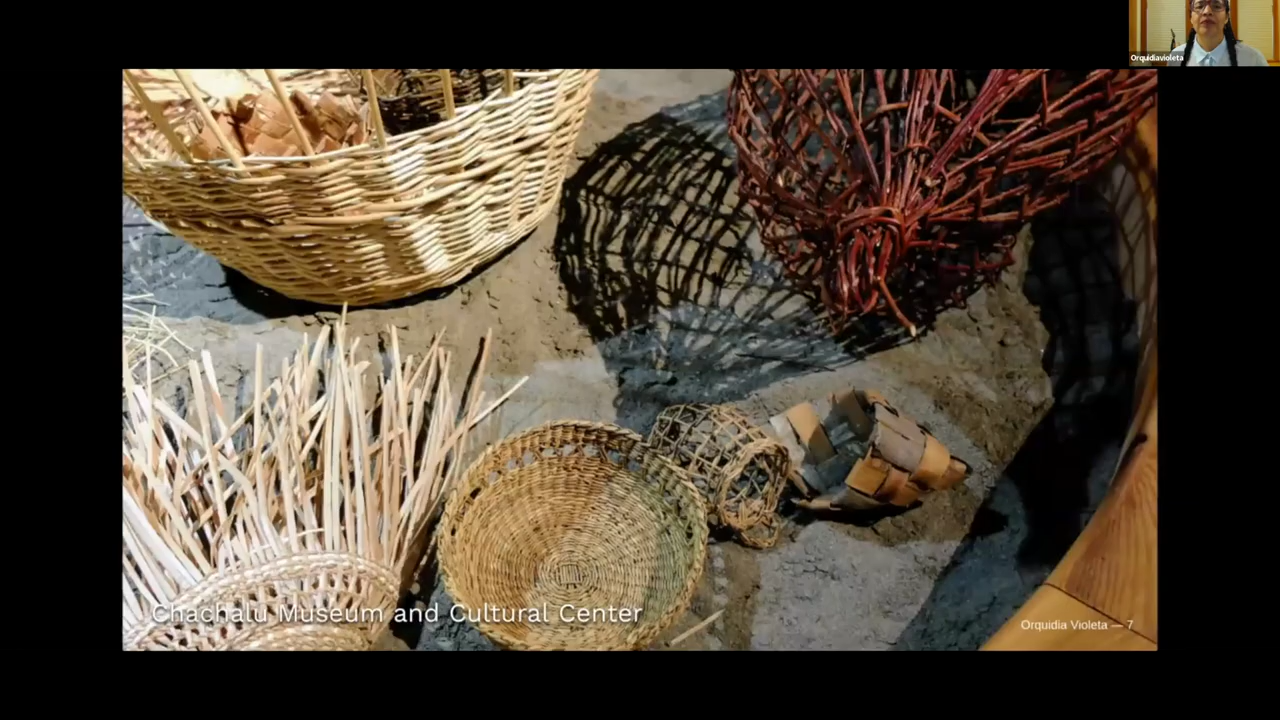 Orquidiavioleta
Chachalu Museum and Cultural Center
Orquidia Violeta — 7